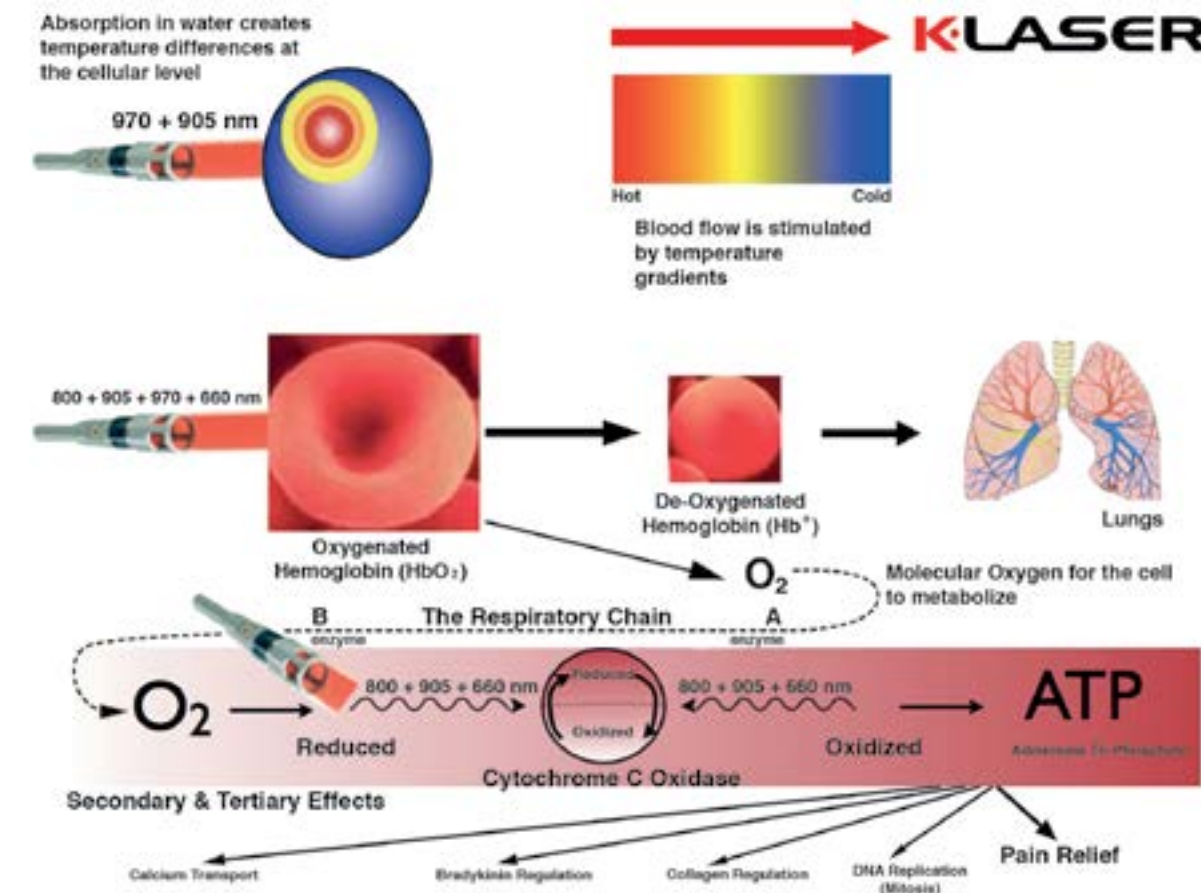 Absorption in water creates
temperature differences at
the cellular level
K-LASER
970 + 905 nm
Hot Cold
Blood flow is stimulated
by temperature
gradients
800 + 905 + 970 + 660 nm
De-Oxygenated
Hemoglobin (Hb⁺)
Lungs
Oxygenated
Hemoglobin (HbO₂)
O₂
Molecular Oxygen for the cell
to metabolize
B The Respiratory Chain A
enzyme enzyme
O₂
800 + 905 + 660 nm
Reduced
Oxidized
800 + 905 + 660 nm
ATP
Reduced
Oxidized
Cytochrome C Oxidase
Secondary & Tertiary Effects
Calcium Transport
Bradykinin Regulation
Collagen Regulation
DNA Replication
(Mitosis)
Pain Relief